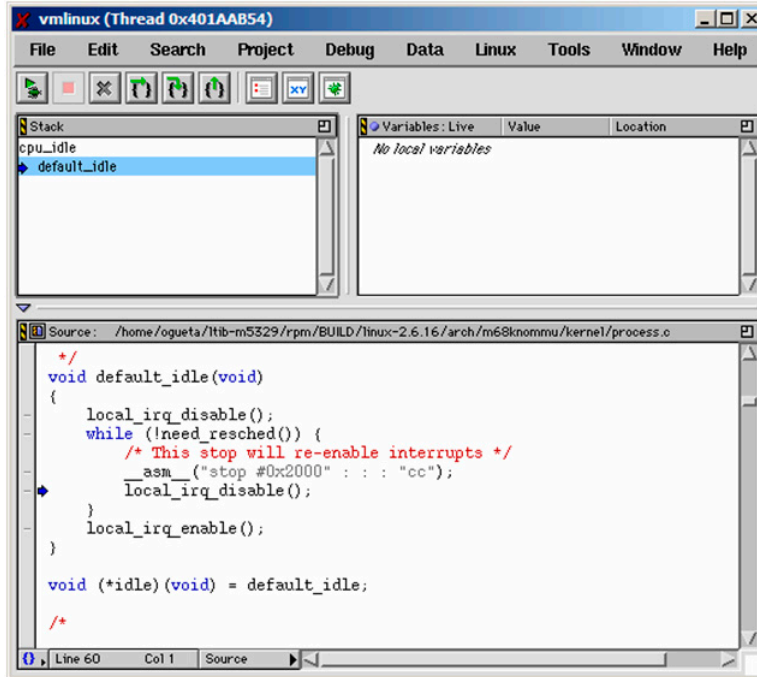 vmlinux (Thread 0x401AAB54)
File Edit Search Project Debug Data Linux Tools Window Help
Stack
cpu_idle
default_idle
Variables: Live Value Location
No local variables
Source: /home/ogueta/ltib-m5329/rpm/BUILD/linux-2.6.16/arch/m68knommu/kernel/process.c
*/
void default_idle(void)
{
local_irq_disable();
while (!need_resched()) {
/* This stop will re-enable interrupts */
__asm__("stop #0x2000" : : : "cc");
local_irq_disable();
}
local_irq_enable();
}
void (*idle)(void) = default_idle;
/*
Line 60 Col 1 Source